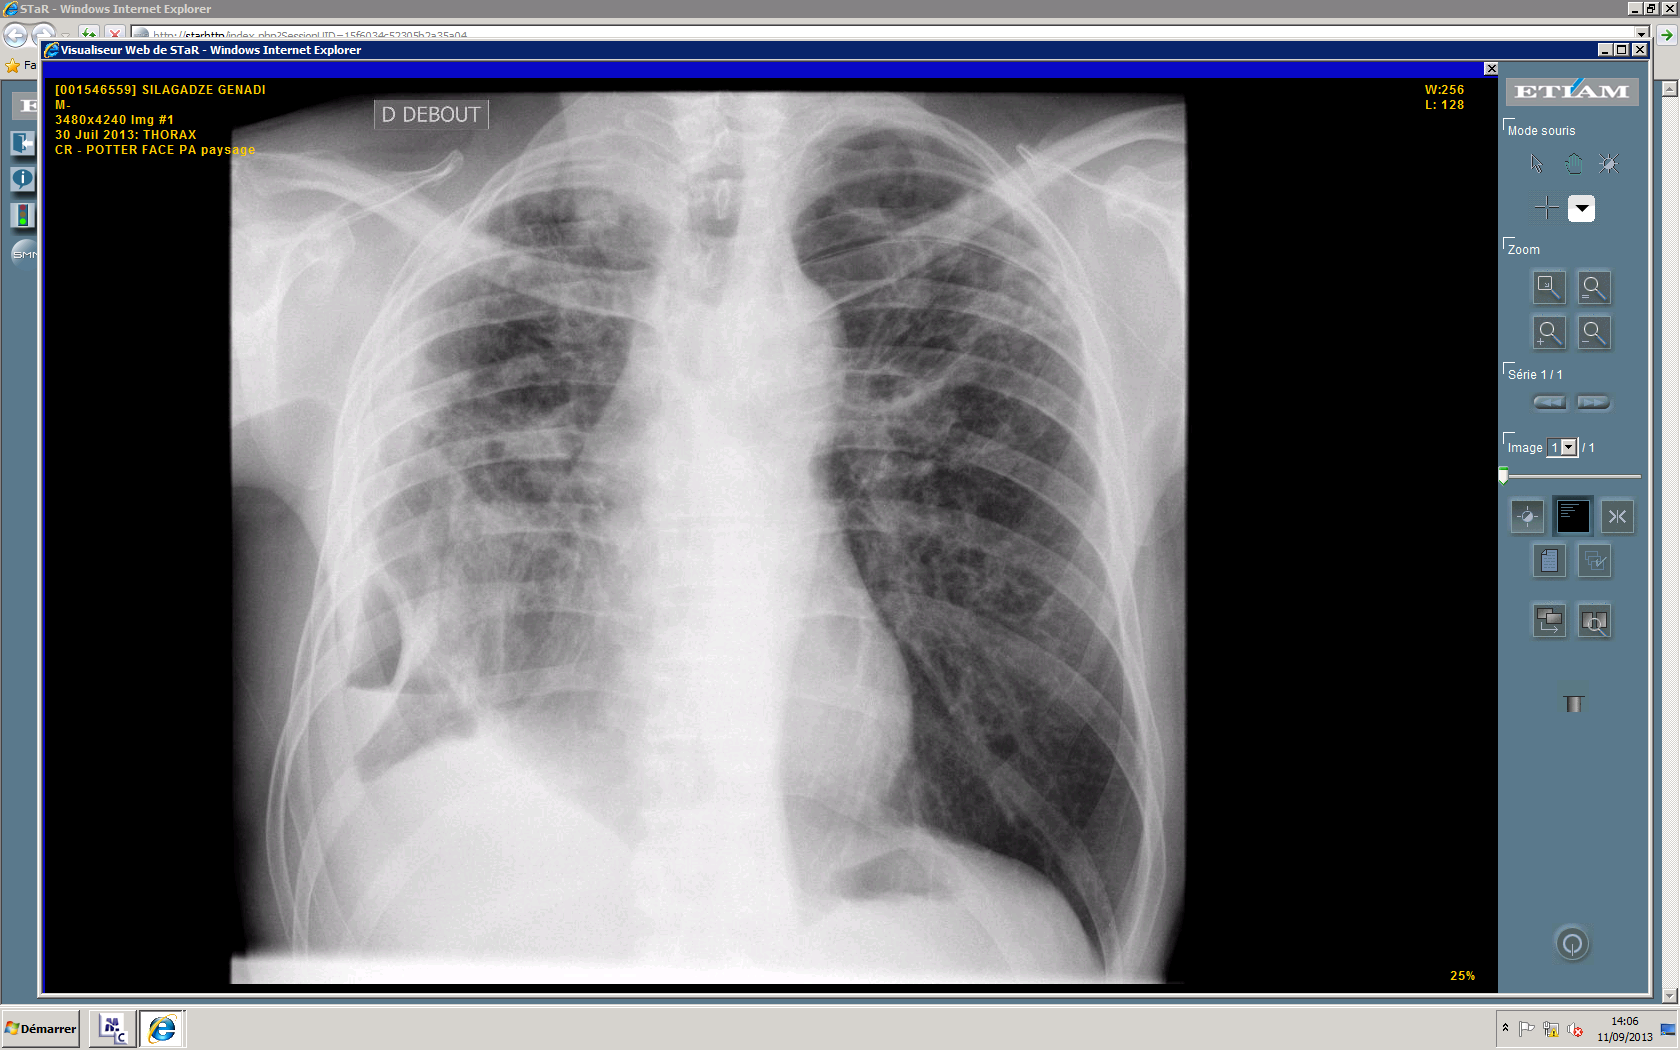 STaR - Windows Internet Explorer
Visualiseur Web de STaR - Windows Internet Explorer
Fa
[001546559] SILAGADZE GENADI
M-
3480x4240 Img #1
30 Juil 2013: THORAX
CR - POTTER FACE PA paysage
D DEBOUT
W:256
L: 128
ETIAM
Mode souris
Zoom
Série 1 / 1
Image 1 / 1
25%
Démarrer
14:06
11/09/2013